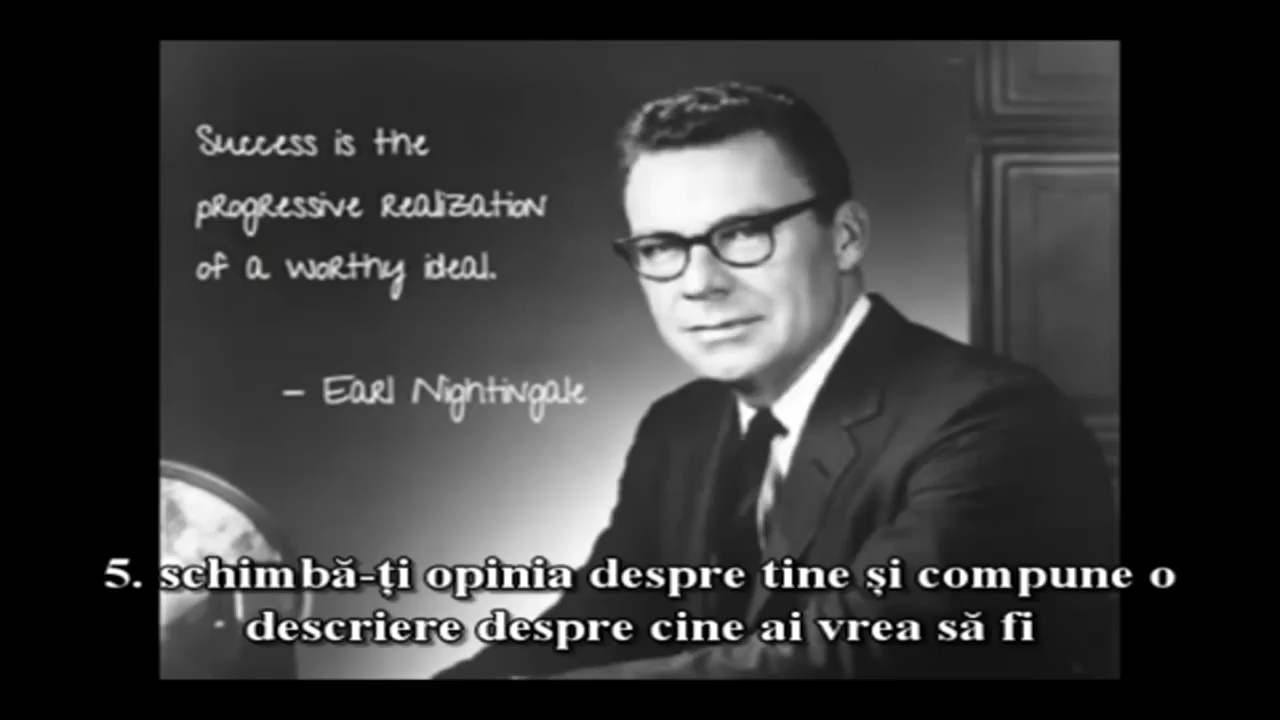 Success is the
progressive realization
of a worthy ideal.
– Earl Nightingale
5. schimbă-ți opinia despre tine și compune o
descriere despre cine ai vrea să fi